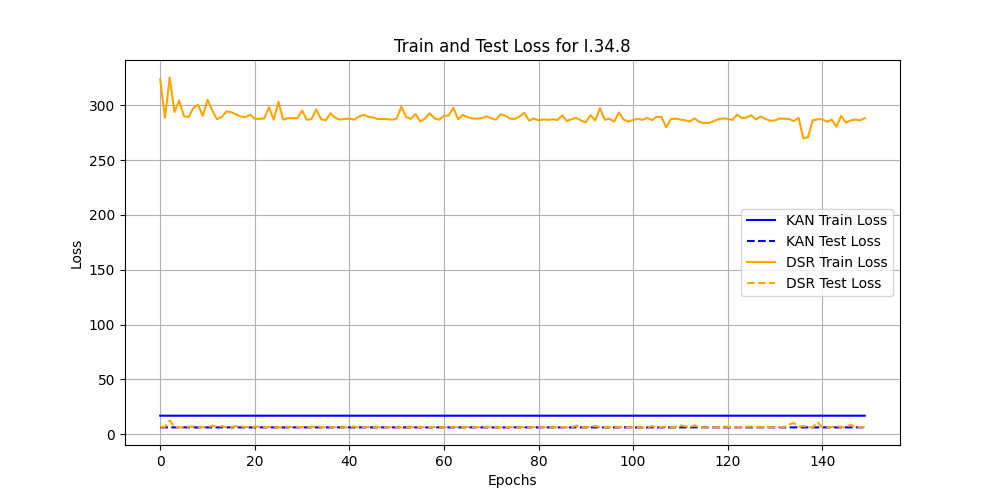 Train and Test Loss for I.34.8
Loss
300
250
200
150
100
50
0
KAN Train Loss
KAN Test Loss
DSR Train Loss
DSR Test Loss
0 20 40 60 80 100 120 140
Epochs